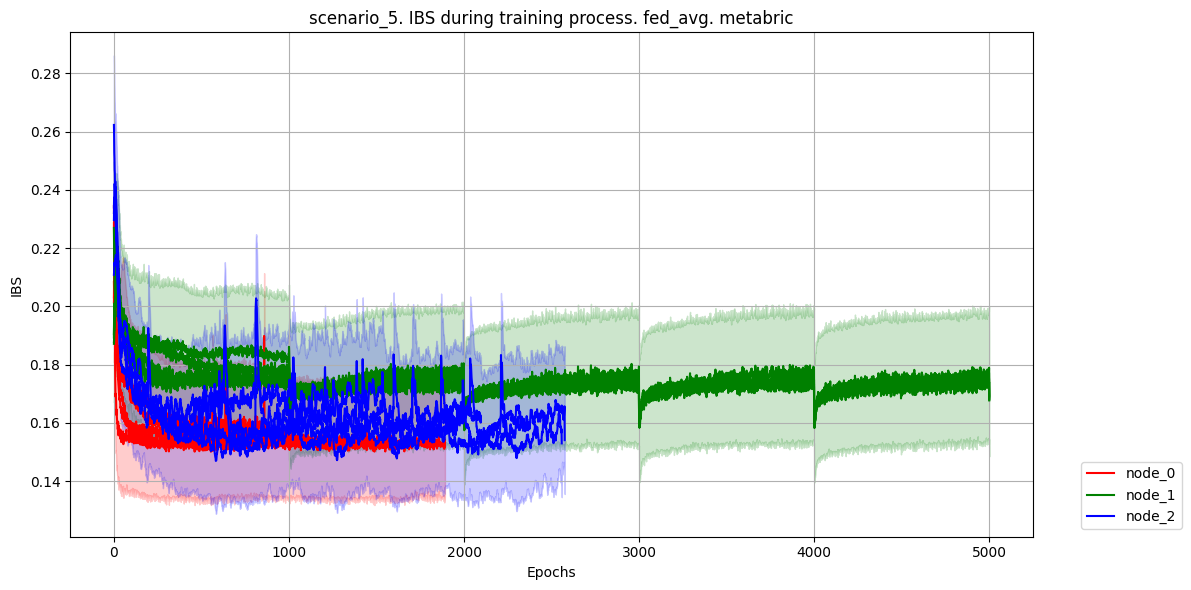 scenario_5. IBS during training process. fed_avg. metabric
IBS
0.28
0.26
0.24
0.22
0.20
0.18
0.16
0.14
0
1000
2000
3000
4000
5000
Epochs
node_0
node_1
node_2